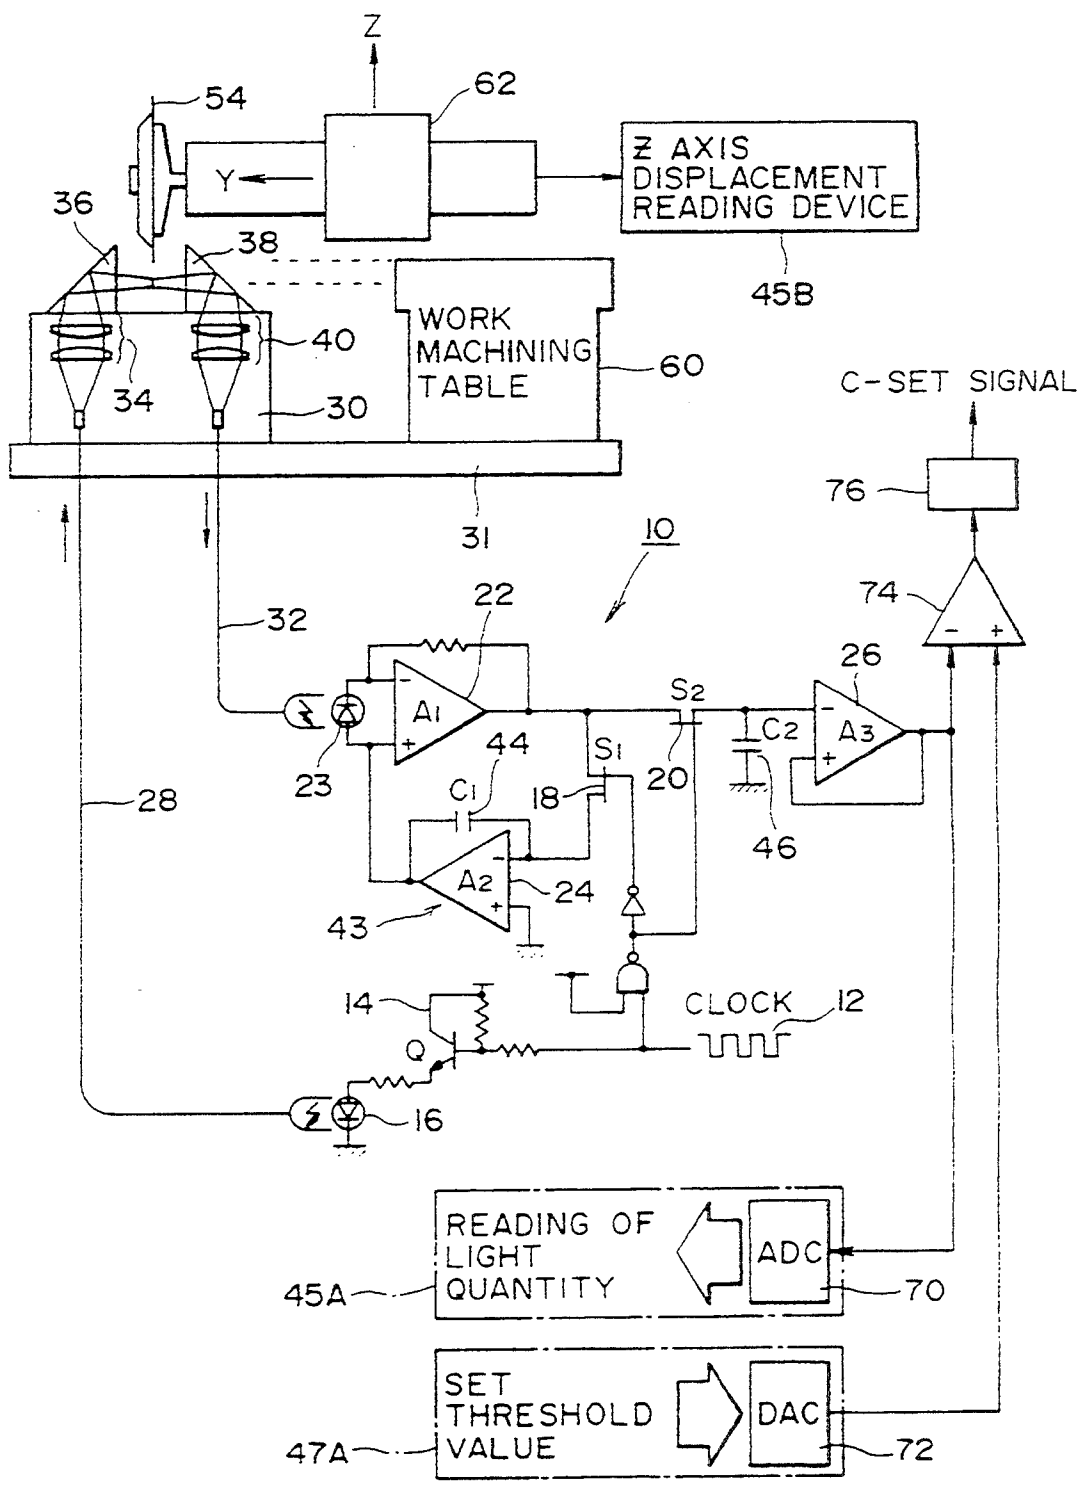 Z
54
62
Y
Z AXIS
DISPLACEMENT
READING DEVICE
45B
36
38
WORK
MACHINING
TABLE
40
34
30
60
31
C-SET SIGNAL
76
10
74
- +
32
22
26
A1
- +
S2
C2
A3
- +
23
44
S1
18
20
C1
28
46
A2
- +
24
43
14
CLOCK
12
Q
16
READING OF
LIGHT
QUANTITY
ADC
45A
70
SET
THRESHOLD
VALUE
DAC
47A
72